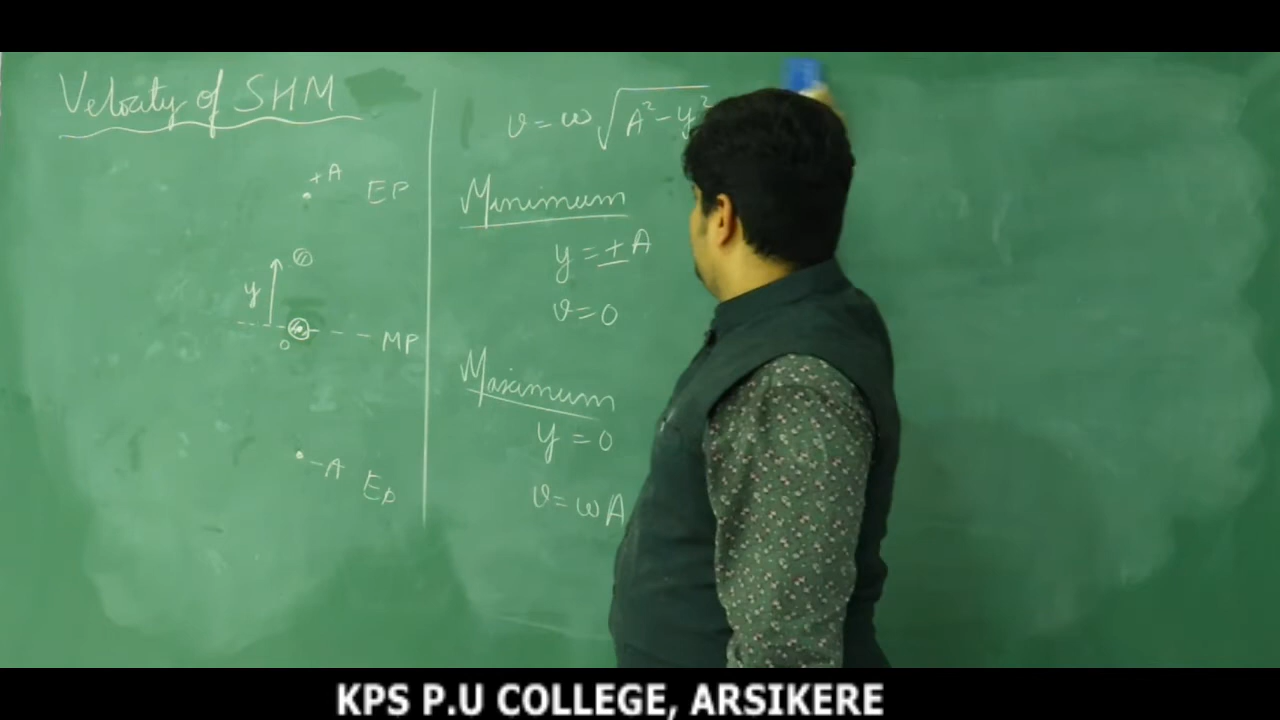 Velocity of SHM
+A EP
y
O
MP
-A Ep
v = ω√A²-y²
Minimum
y = ±A
v = 0
Maximum
y = 0
v = ωA
KPS P.U COLLEGE, ARSIKERE